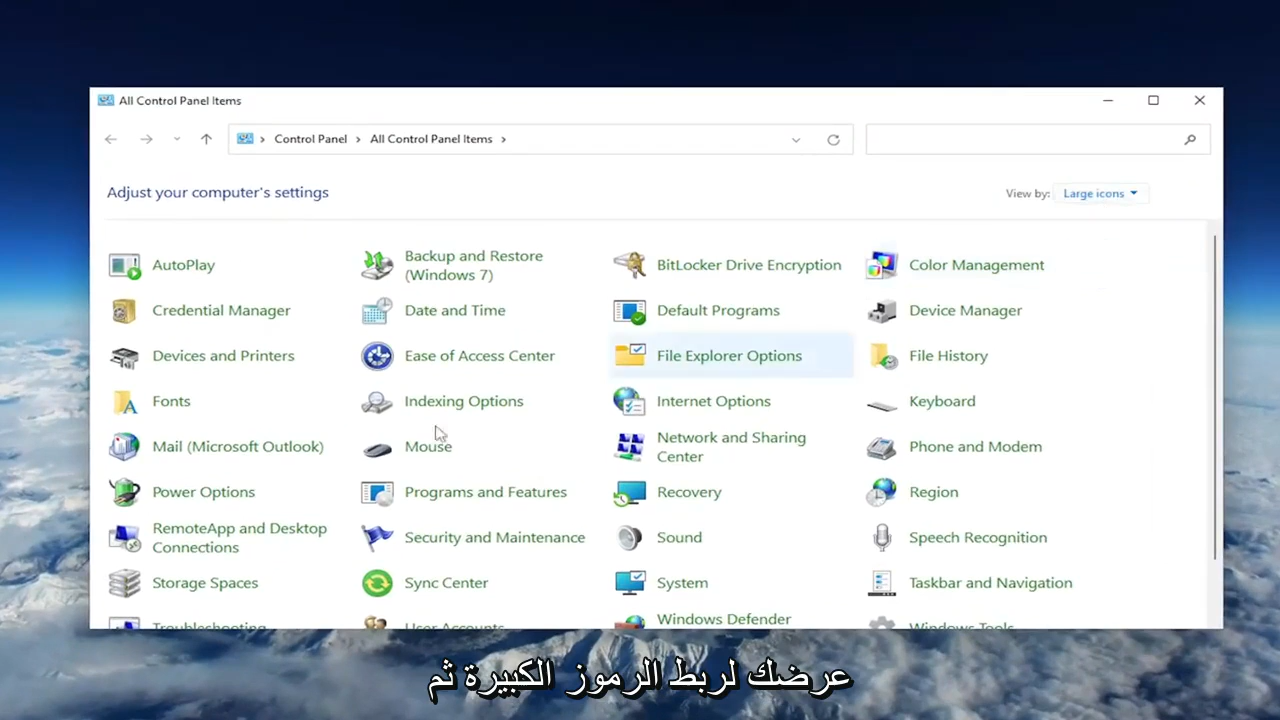 All Control Panel Items
Control Panel > All Control Panel Items >
Adjust your computer's settings
View by: Large icons
AutoPlay
Backup and Restore
(Windows 7)
BitLocker Drive Encryption
Color Management
Credential Manager
Date and Time
Default Programs
Device Manager
Devices and Printers
Ease of Access Center
File Explorer Options
File History
Fonts
Indexing Options
Internet Options
Keyboard
Mail (Microsoft Outlook)
Mouse
Network and Sharing
Center
Phone and Modem
Power Options
Programs and Features
Recovery
Region
RemoteApp and Desktop
Connections
Security and Maintenance
Sound
Speech Recognition
Storage Spaces
Sync Center
System
Taskbar and Navigation
Troubleshooting
User Accounts
Windows Defender
Windows Tools
عرضك لربط الرموز الكبيرة ثم